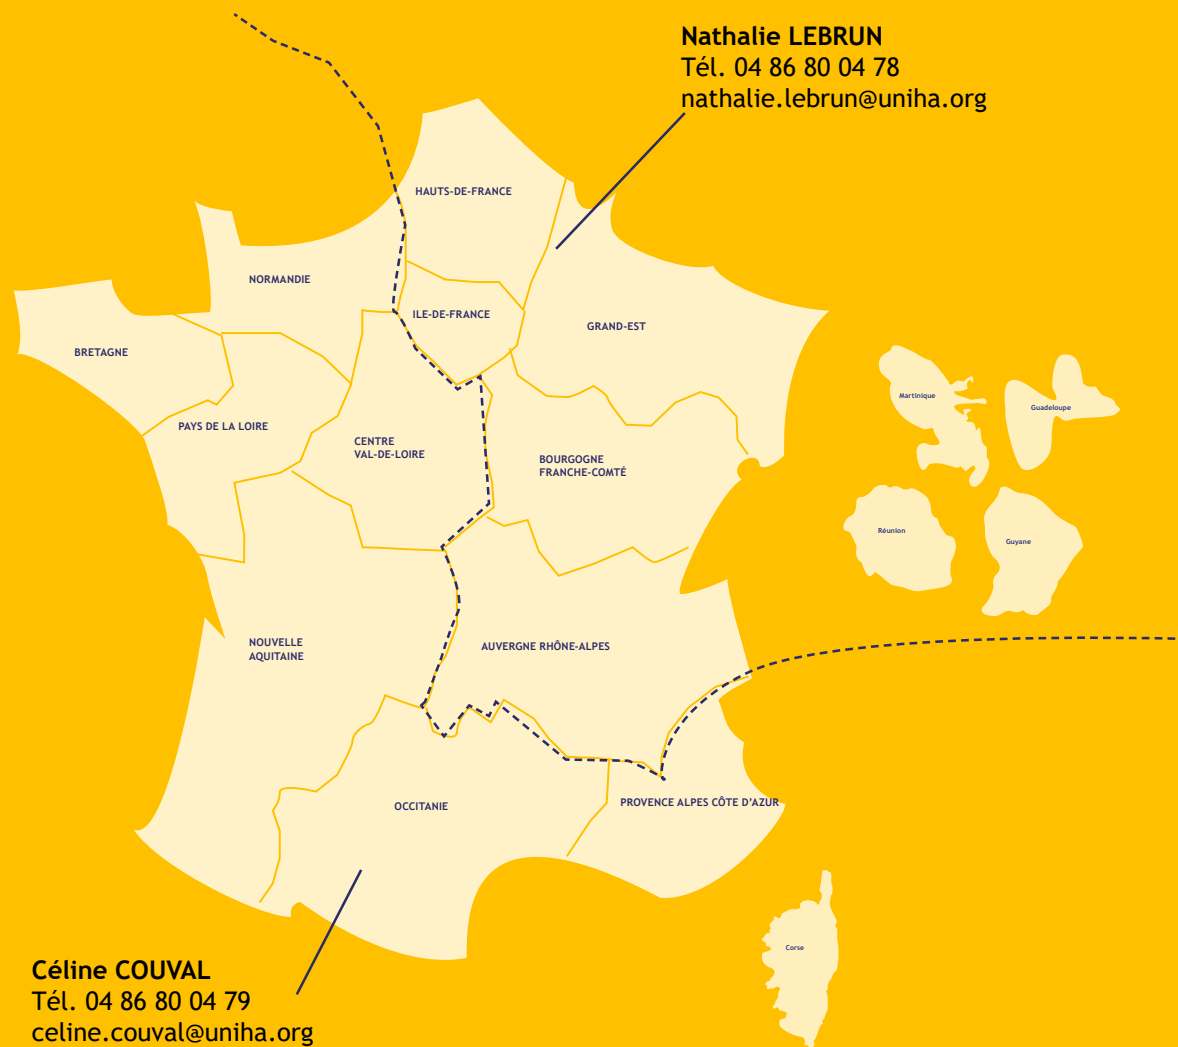 Nathalie LEBRUN
Tél. 04 86 80 04 78
nathalie.lebrun@uniha.org
HAUTS-DE-FRANCE
NORMANDIE
ILE-DE-FRANCE
GRAND-EST
BRETAGNE
PAYS DE LA LOIRE
CENTRE
VAL-DE-LOIRE
BOURGOGNE
FRANCHE-COMTÉ
Martinique
Guadeloupe
Réunion
Guyane
NOUVELLE
AQUITAINE
AUVERGNE RHÔNE-ALPES
OCCITANIE
PROVENCE ALPES CÔTE D'AZUR
Corse
Céline COUVAL
Tél. 04 86 80 04 79
celine.couval@uniha.org